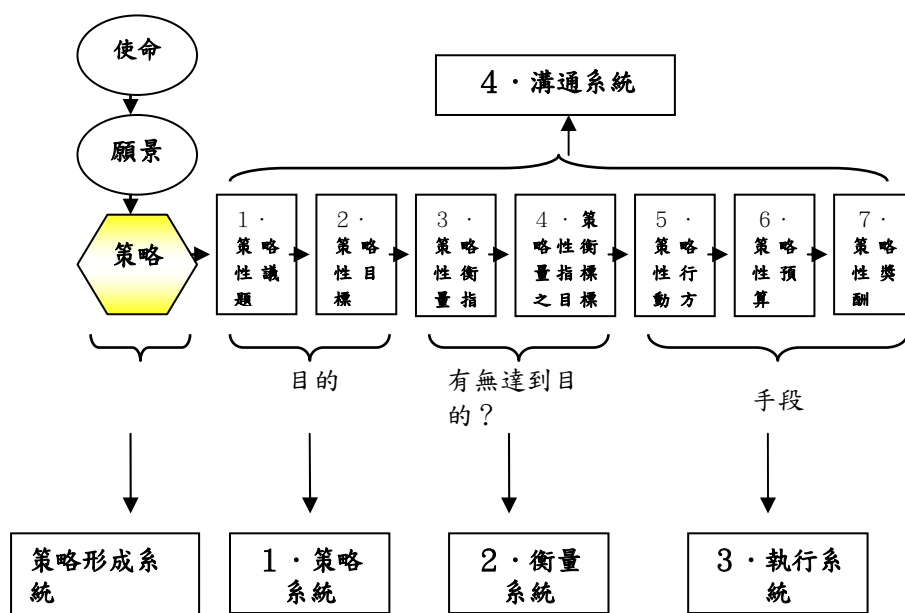 使命
4．溝通系統
願景
策略
1．
策略
性議
題
2．
策略
性目
標
3．
策略
性衡
量指
4．策
略性衡
量指標
之目標
5．
策略
性行
動方
6．
策略
性預
算
7．
策略
性獎
酬
目的
有無達到目
的？
手段
策略形成系
統
1．策略
系統
2．衡量
系統
3．執行系
統